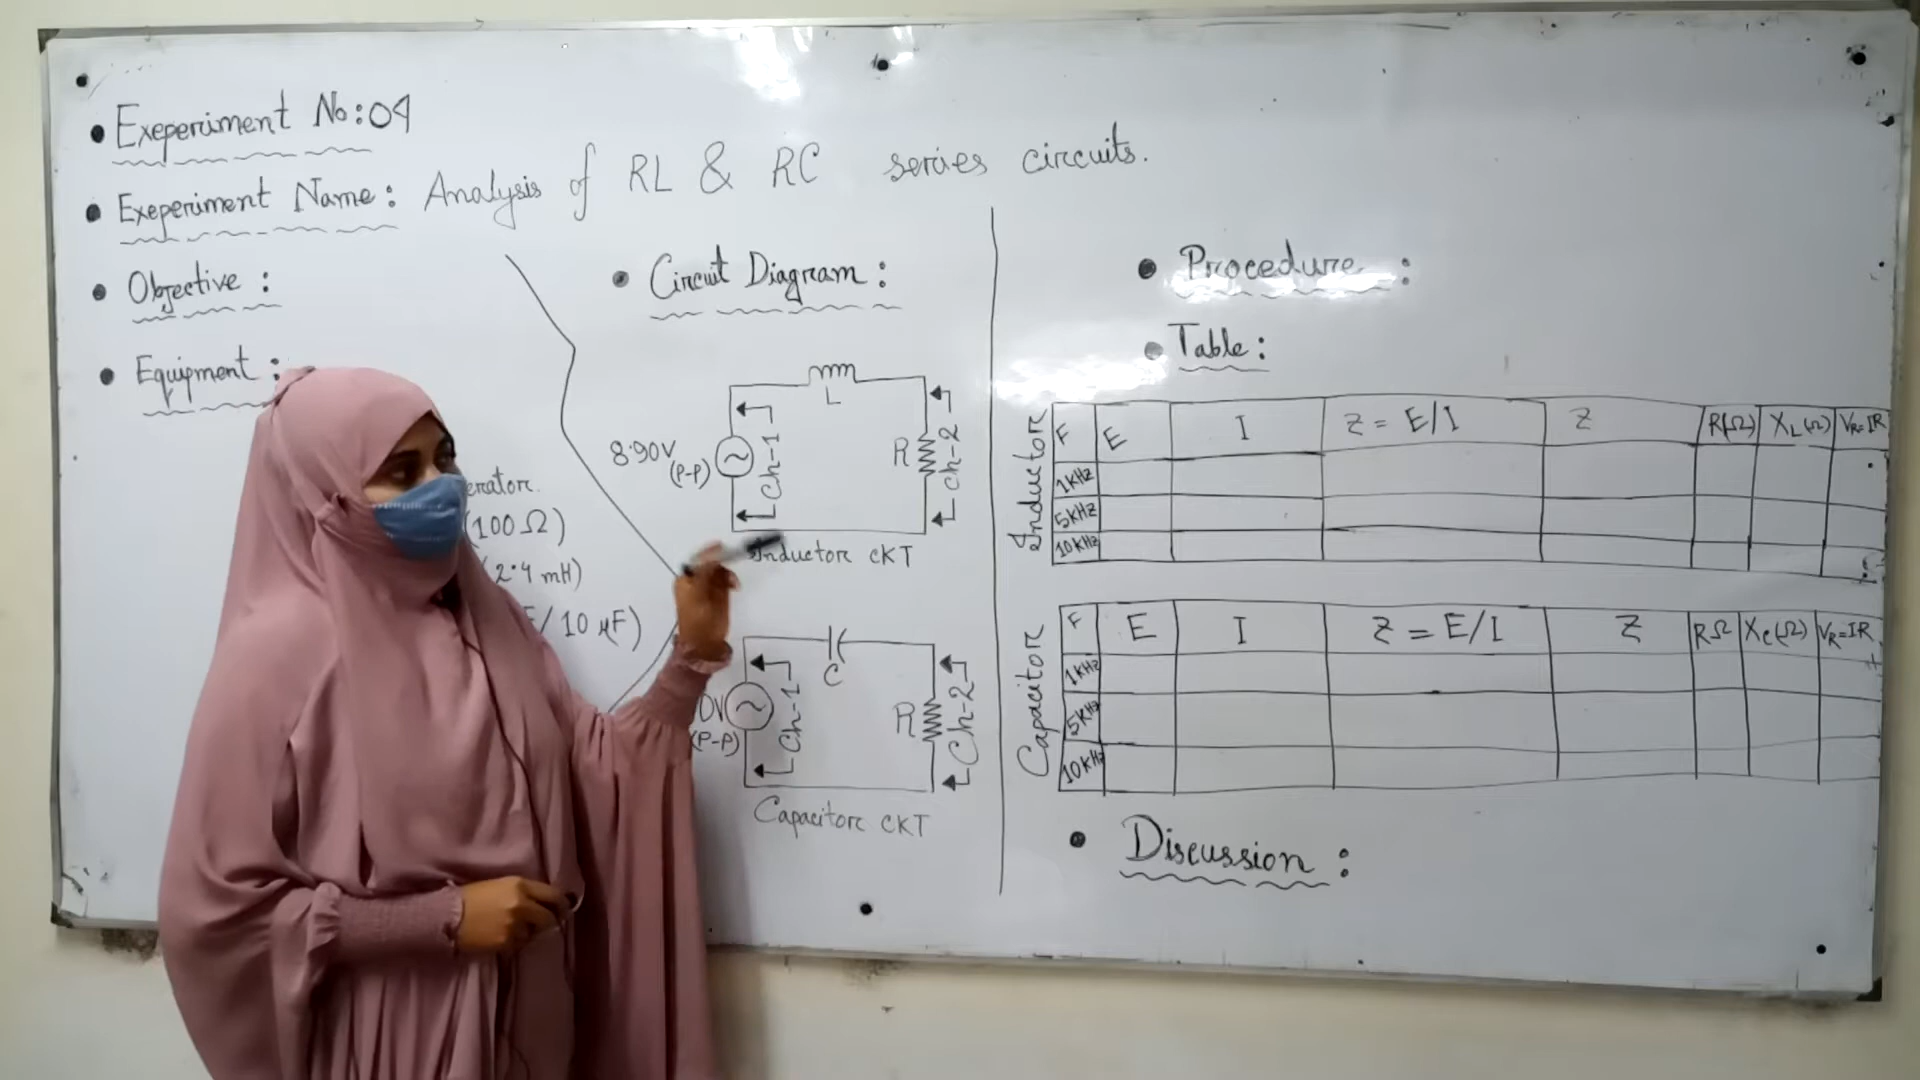 Exeperiment No:04
Exeperiment Name: Analysis of RL & RC series circuits.
Objective :
Equipment :
erator.
(100Ω)
(2.4 mH)
/ 10 μF)
Circuit Diagram :
L
8.90V
(P-P)
Ch-1
R
Ch-2
Inductor CKT
C
0V
(P-P)
Ch-1
R
Ch-2
Capacitor CKT
Procedure :
Table :
Inductor
F E I Z = E/I Z R(Ω) XL(Ω) VR=IR
1KHz
5KHz
10KHz
Capacitor
F E I Z = E/I Z RΩ Xc(Ω) VR=IR
1KHz
5KHz
10KHz
Discussion :